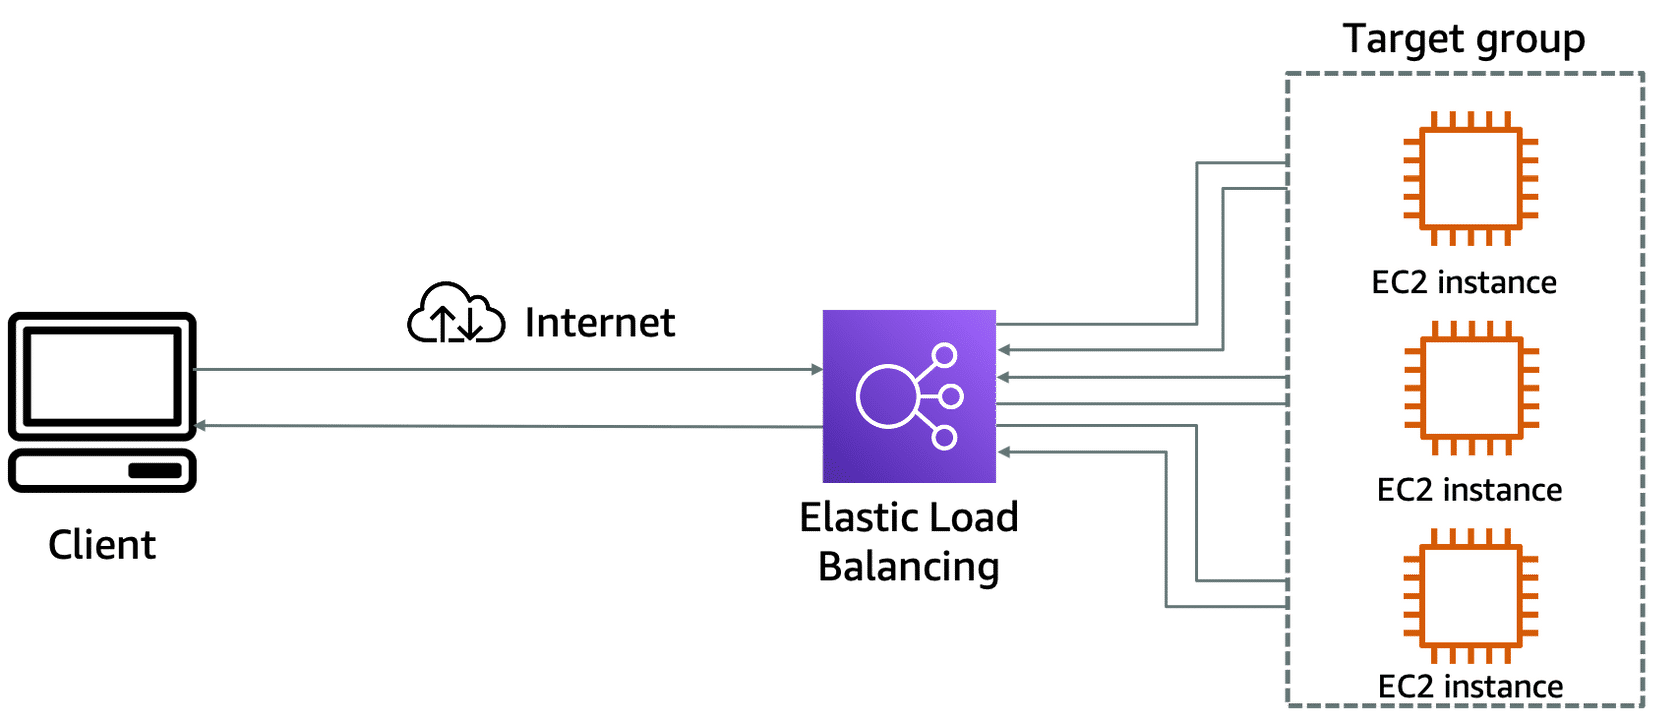 Target group
EC2 instance
Internet
EC2 instance
Elastic Load
Balancing
Client
EC2 instance